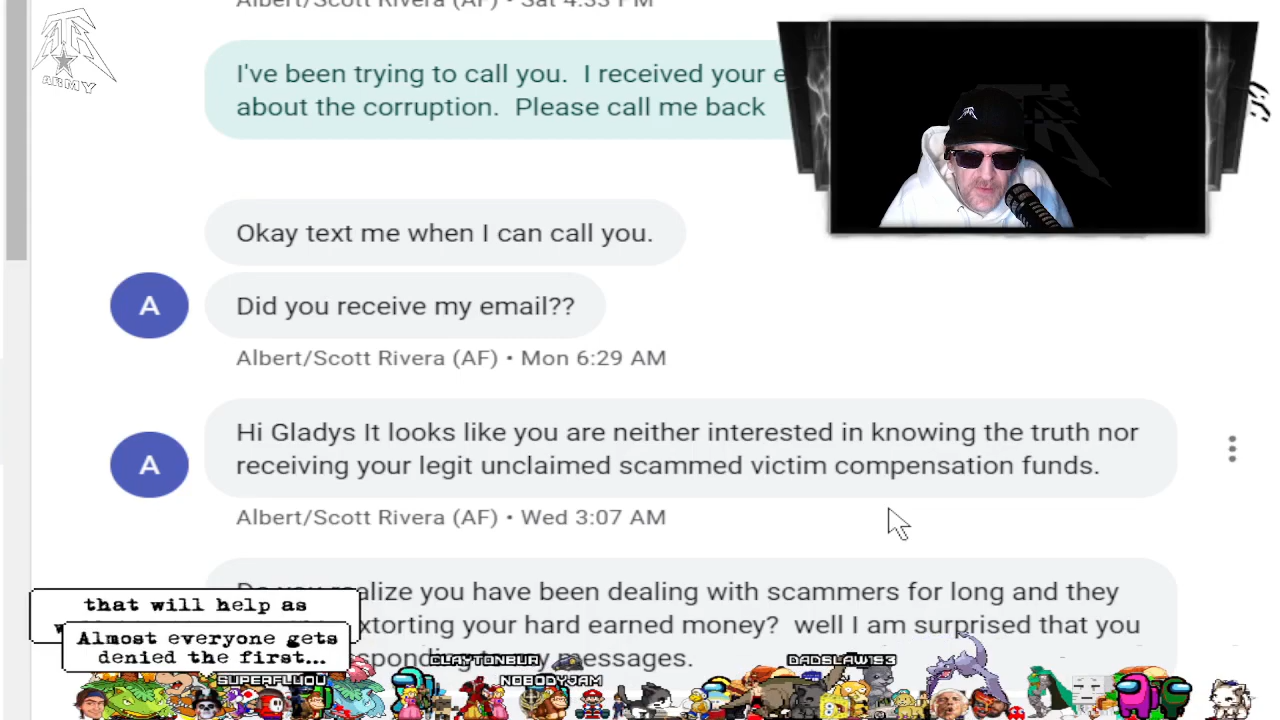 Albert/Scott Rivera (AF) • Sat 4:33 PM
ATA
ARMY
I've been trying to call you. I received your
about the corruption. Please call me back
Okay text me when I can call you.
A
Did you receive my email??
Albert/Scott Rivera (AF) • Mon 6:29 AM
Hi Gladys It looks like you are neither interested in knowing the truth nor
A
receiving your legit unclaimed scammed victim compensation funds.
Albert/Scott Rivera (AF) • Wed 3:07 AM
realize you have been dealing with scammers for long and they
your hard earned money? well I am surprised that you
messages.
that will help as
Almost everyone gets
denied the first...
SUPERFLUOU
CLAYTONBUR
NOBODYJAM
DADSLAW153